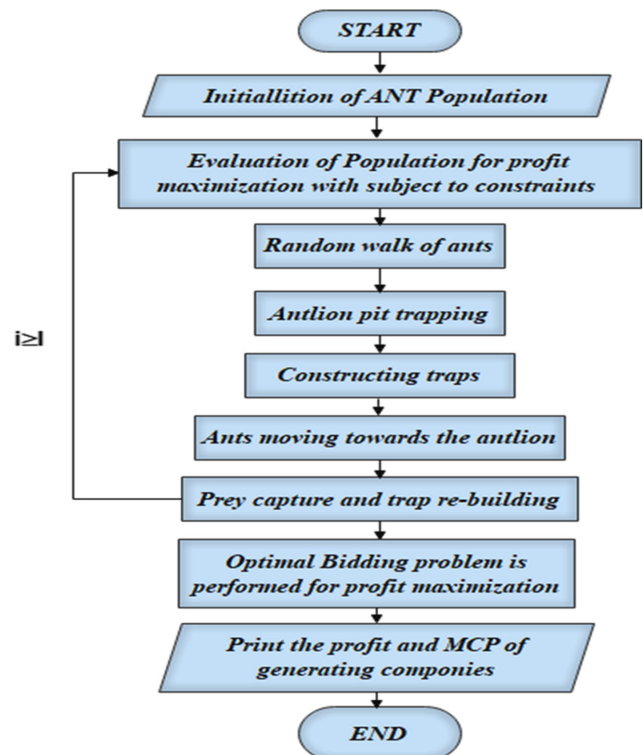 START
Initiallition of ANT Population
Evaluation of Population for profit
maximization with subject to constraints
Random walk of ants
Antlion pit trapping
i≥I
Constructing traps
Ants moving towards the antlion
Prey capture and trap re-building
Optimal Bidding problem is
performed for profit maximization
Print the profit and MCP of
generating componies
END